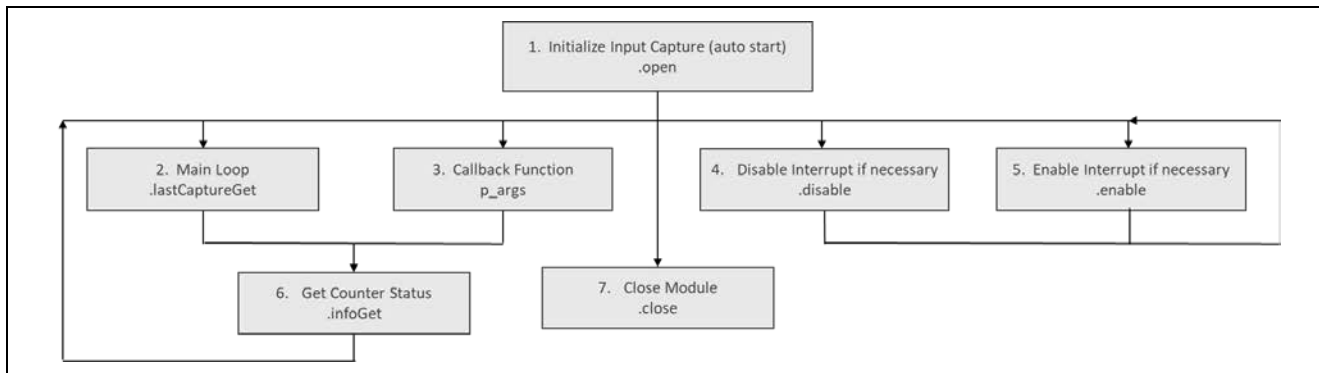 1. Initialize Input Capture (auto start)
.open
2. Main Loop
.lastCaptureGet
3. Callback Function
p_args
4. Disable Interrupt if necessary
.disable
5. Enable Interrupt if necessary
.enable
6. Get Counter Status
.infoGet
7. Close Module
.close